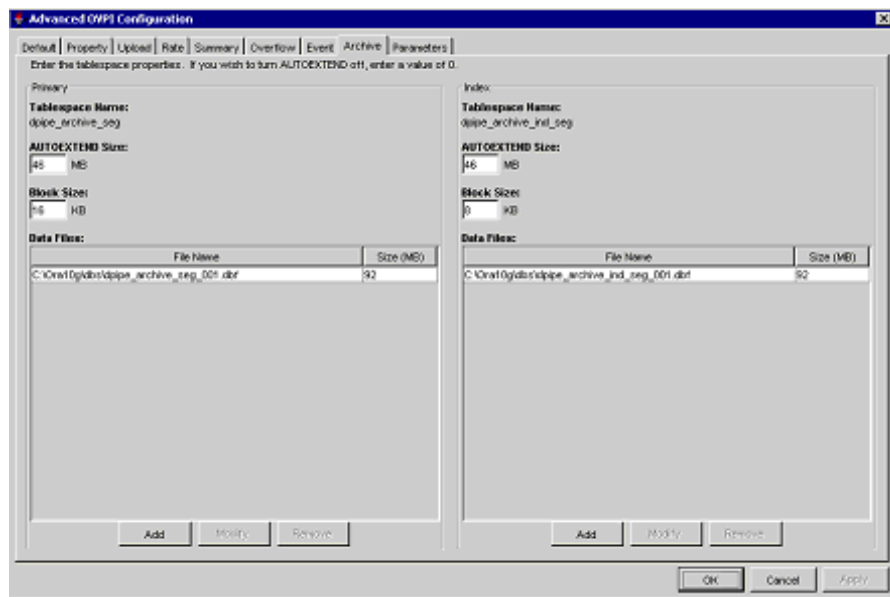 Advanced OVPI Configuration
Default Property Upload Rate Summary Overflow Event Archive Parameters
Enter the tablespace properties. If you wish to turn AUTOEXTEND off, enter a value of 0.
Primary
Tablespace Name:
dpipe_archive_seg
AUTOEXTEND Size:
46 MB
Block Size:
16 KB
Data Files:
File Name Size (MB)
C:\Ora10g\dbs\dpipe_archive_seg_001.dbf 92
Add Modify Remove
Index
Tablespace Name:
dpipe_archive_ind_seg
AUTOEXTEND Size:
46 MB
Block Size:
8 KB
Data Files:
File Name Size (MB)
C:\Ora10g\dbs\dpipe_archive_ind_seg_001.dbf 92
Add Modify Remove
OK Cancel Apply